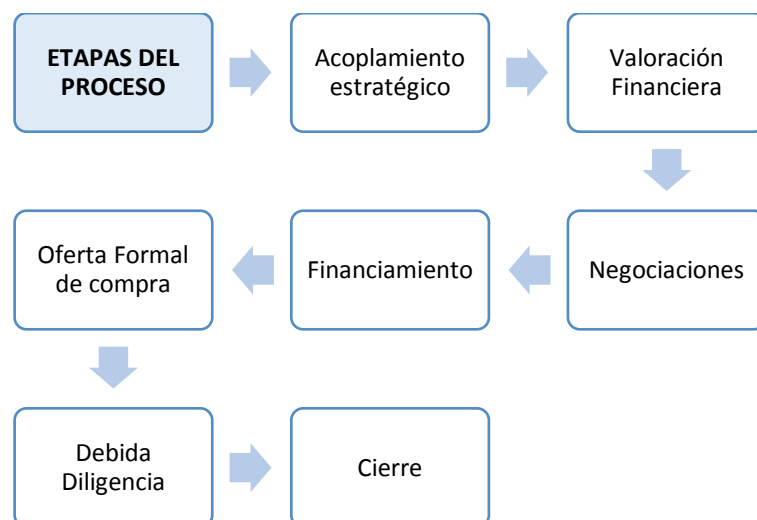 ETAPAS DEL
PROCESO
Acoplamiento
estratégico
Valoración
Financiera
Negociaciones
Financiamiento
Oferta Formal
de compra
Debida
Diligencia
Cierre